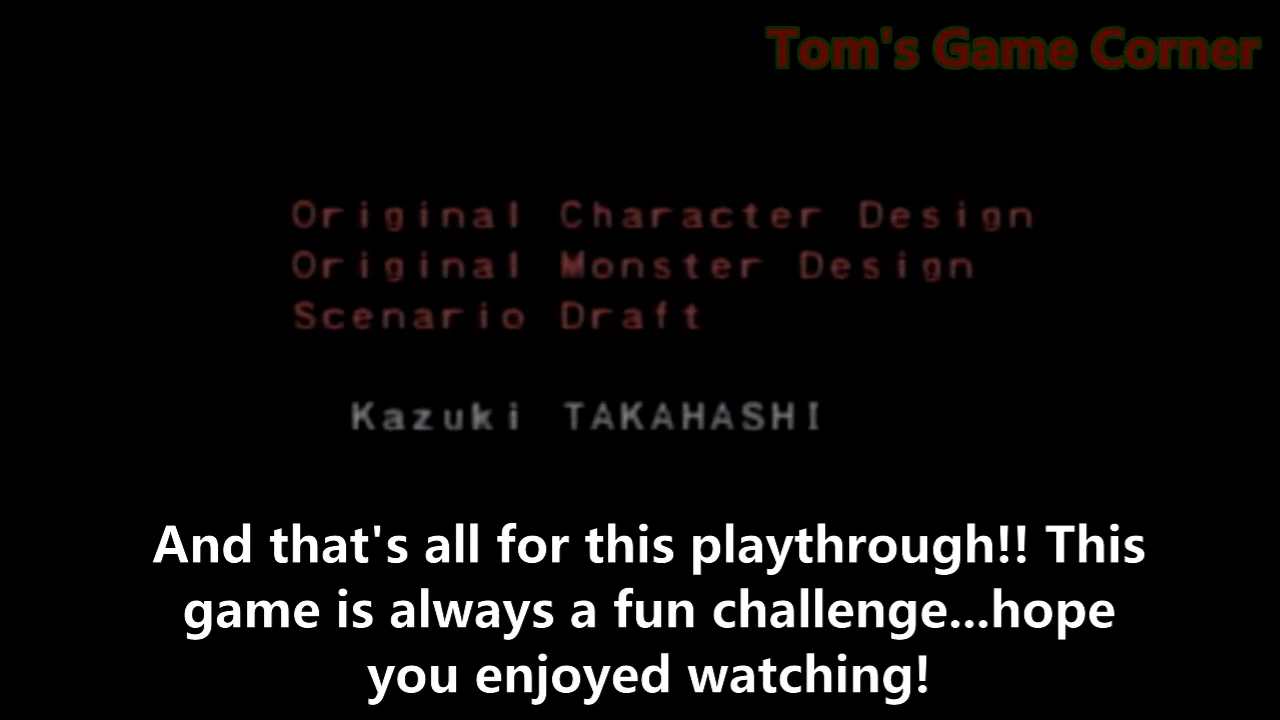 Tom's Game Corner
Original Character Design
Original Monster Design
Scenario Draft
Kazuki TAKAHASHI
And that's all for this playthrough!! This
game is always a fun challenge...hope
you enjoyed watching!